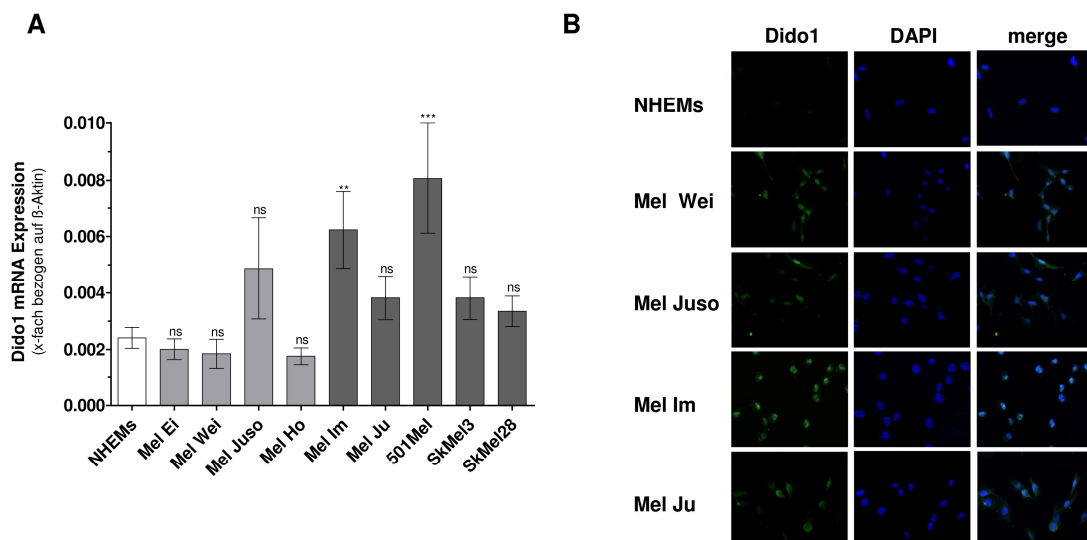 A
Dido1 mRNA Expression
(x-fach bezogen auf ß-Aktin)
0.010
0.008
0.006
0.004
0.002
0.000
ns
ns
ns
ns
**
ns
***
ns
ns
NHEMs
Mel Ei
Mel Wei
Mel Juso
Mel Ho
Mel Im
Mel Ju
501Mel
SkMel3
SkMel28
B
Dido1 DAPI merge
NHEMs
Mel Wei
Mel Juso
Mel Im
Mel Ju